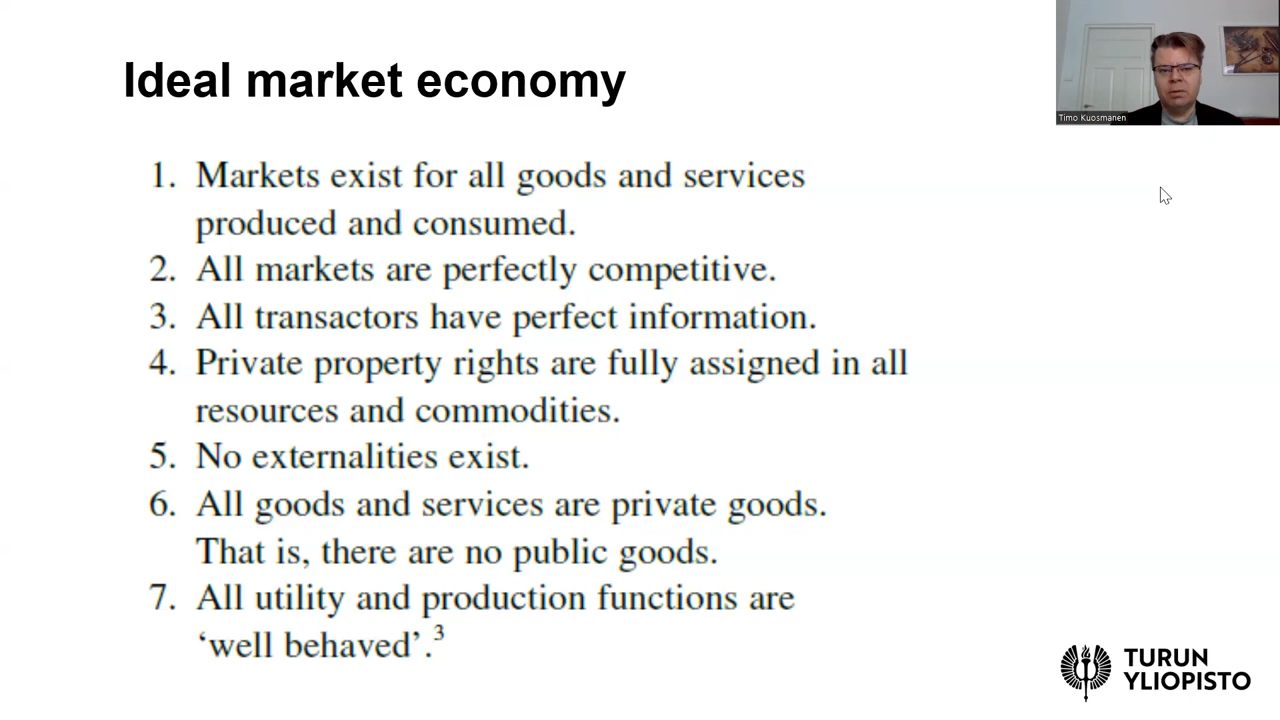 Ideal market economy
Timo Kuosmanen
1. Markets exist for all goods and services
produced and consumed.
2. All markets are perfectly competitive.
3. All transactors have perfect information.
4. Private property rights are fully assigned in all
resources and commodities.
5. No externalities exist.
6. All goods and services are private goods.
That is, there are no public goods.
7. All utility and production functions are
‘well behaved’.³
TURUN
YLIOPISTO